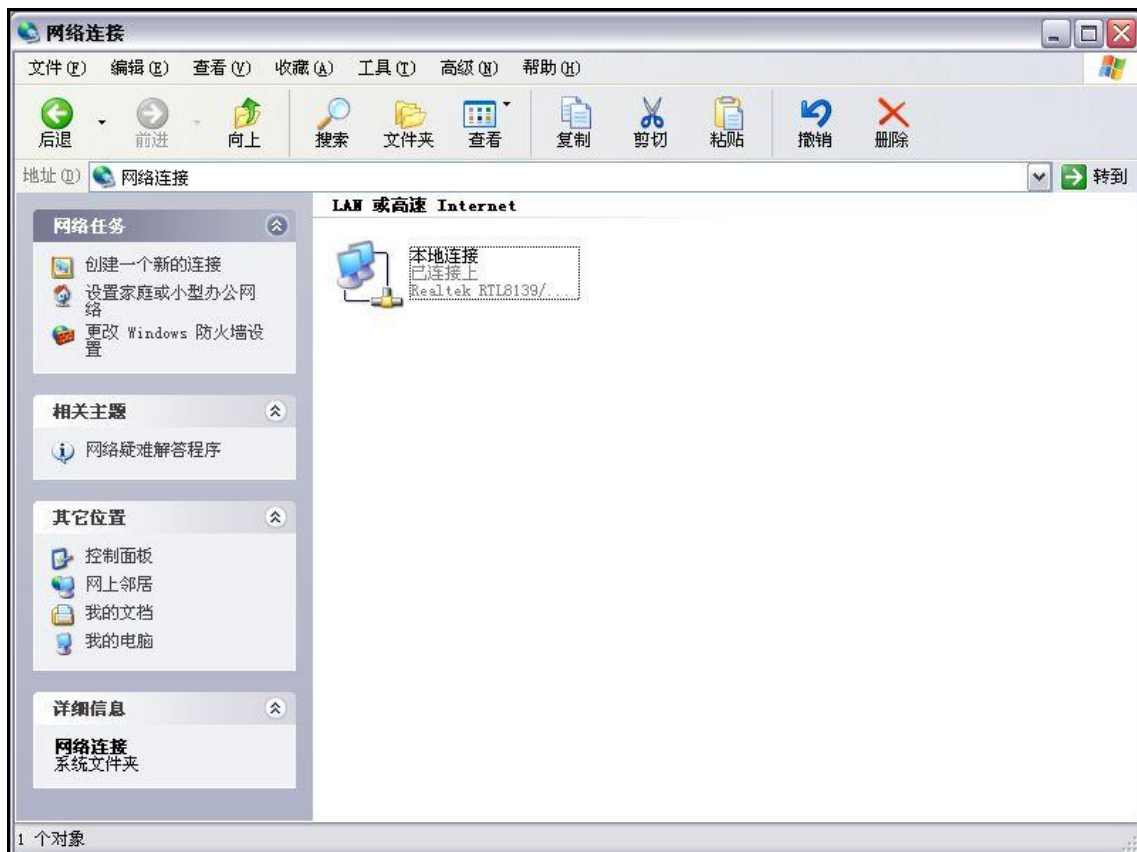 网络连接
文件(F) 编辑(E) 查看(V) 收藏(A) 工具(T) 高级(N) 帮助(H)
后退 前进 向上 搜索 文件夹 查看 复制 剪切 粘贴 撤销 删除
地址(D) 网络连接 转到
网络任务
创建一个新的连接
设置家庭或小型办公网
络
更改 Windows 防火墙设
置
相关主题
网络疑难解答程序
其它位置
控制面板
网上邻居
我的文档
我的电脑
详细信息
网络连接
系统文件夹
LAN 或高速 Internet
本地连接
已连接上
Realtek RTL8139/...
1 个对象